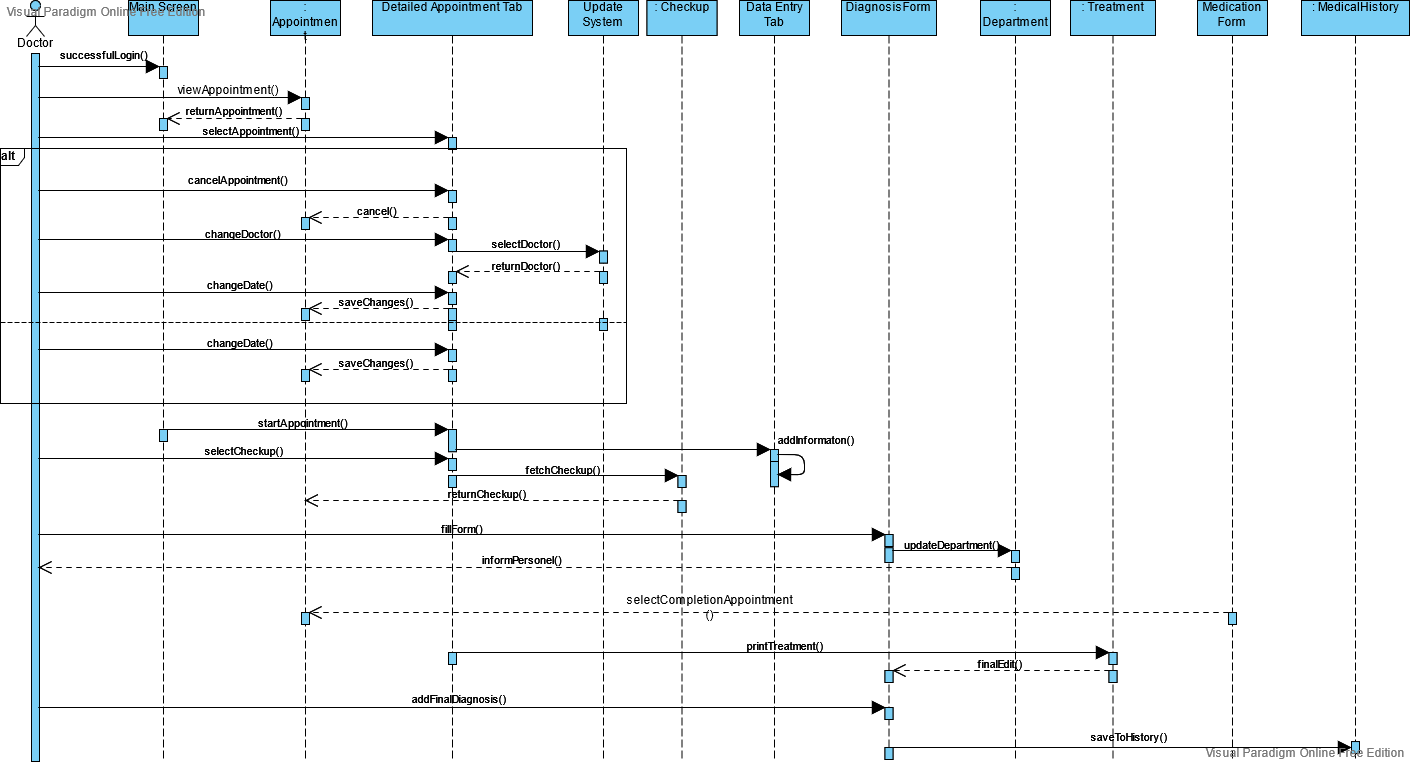 Visual Paradigm Online Free Edition
Doctor
Main Screen
:
Appointmen
t
Detailed Appointment Tab
Update
System
: Checkup
Data Entry
Tab
DiagnosisForm
:
Department
: Treatment
Medication
Form
: MedicalHistory
successfulLogin()
viewAppointment()
returnAppointment()
selectAppointment()
alt
cancelAppointment()
cancel()
changeDoctor()
selectDoctor()
returnDoctor()
changeDate()
saveChanges()
changeDate()
saveChanges()
startAppointment()
addInformaton()
selectCheckup()
fetchCheckup()
returnCheckup()
fillForm()
updateDepartment()
informPersonel()
selectCompletionAppointment
()
printTreatment()
finalEdit()
addFinalDiagnosis()
saveToHistory()
Visual Paradigm Online Free Edition